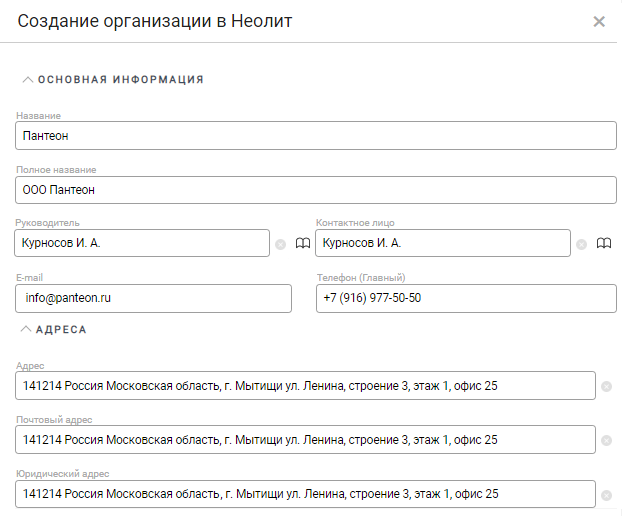 Создание организации в Неолит
ОСНОВНАЯ ИНФОРМАЦИЯ
Название
Пантеон
Полное название
ООО Пантеон
Руководитель Контактное лицо
Курносов И. А. Курносов И. А.
E-mail Телефон (Главный)
info@panteon.ru +7 (916) 977-50-50
АДРЕСА
Адрес
141214 Россия Московская область, г. Мытищи ул. Ленина, строение 3, этаж 1, офис 25
Почтовый адрес
141214 Россия Московская область, г. Мытищи ул. Ленина, строение 3, этаж 1, офис 25
Юридический адрес
141214 Россия Московская область, г. Мытищи ул. Ленина, строение 3, этаж 1, офис 25